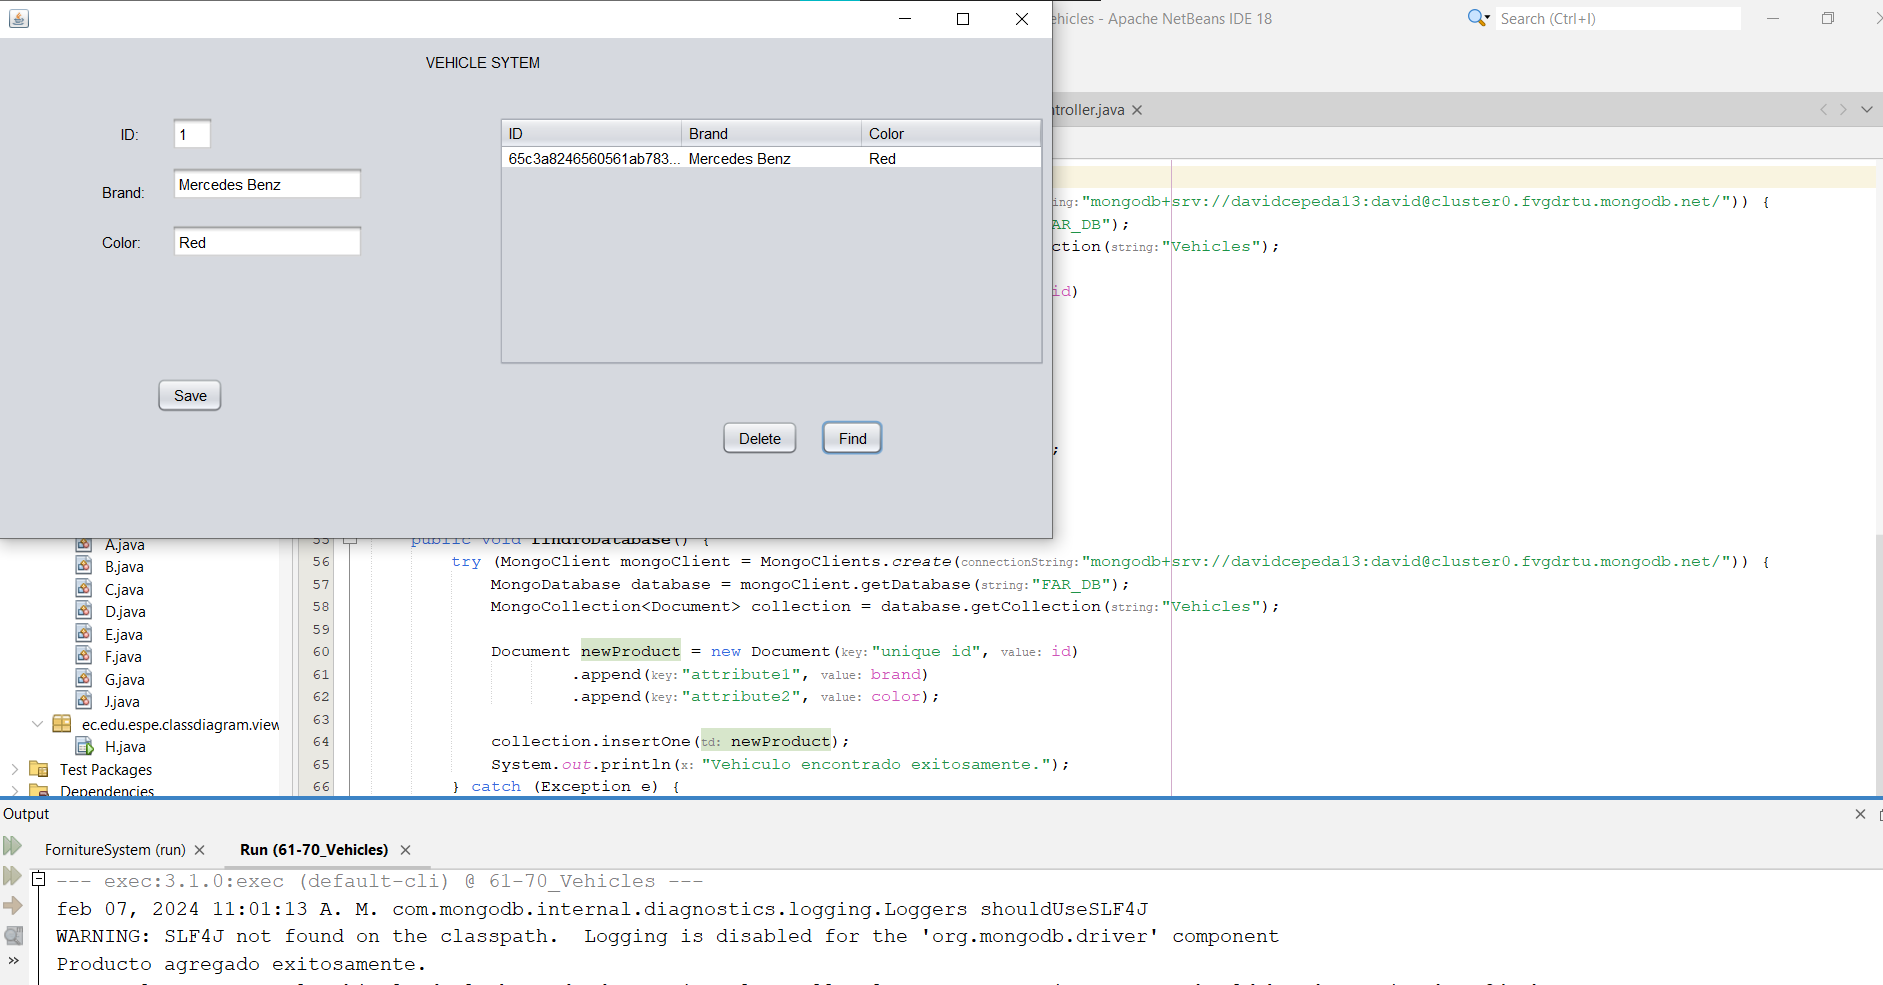 ehicles - Apache NetBeans IDE 18
Search (Ctrl+I)
VEHICLE SYTEM
ID: 1
Brand: Mercedes Benz
Color: Red
ID Brand Color
65c3a8246560561ab783... Mercedes Benz Red
Save
Delete Find
troller.java
ing: "mongodb+srv://davidcepeda13:david@cluster0.fvgdrtu.mongodb.net/")) {
AR_DB");
ction(string: "Vehicles");
id)
;
A.java
B.java
C.java
D.java
E.java
F.java
G.java
J.java
ec.edu.espe.classdiagram.view
H.java
Test Packages
Dependencies
55 public void findToDatabase() {
56 try (MongoClient mongoClient = MongoClients.create(connectionString: "mongodb+srv://davidcepeda13:david@cluster0.fvgdrtu.mongodb.net/")) {
57 MongoDatabase database = mongoClient.getDatabase(string: "FAR_DB");
58 MongoCollection<Document> collection = database.getCollection(string: "Vehicles");
59
60 Document newProduct = new Document(key: "unique id", value: id)
61 .append(key: "attribute1", value: brand)
62 .append(key: "attribute2", value: color);
63
64 collection.insertOne(td: newProduct);
65 System.out.println(x: "Vehiculo encontrado exitosamente.");
66 } catch (Exception e) {
Output
FornitureSystem (run) Run (61-70_Vehicles)
--- exec:3.1.0:exec (default-cli) @ 61-70_Vehicles ---
feb 07, 2024 11:01:13 A. M. com.mongodb.internal.diagnostics.logging.Loggers shouldUseSLF4J
WARNING: SLF4J not found on the classpath. Logging is disabled for the 'org.mongodb.driver' component
Producto agregado exitosamente.